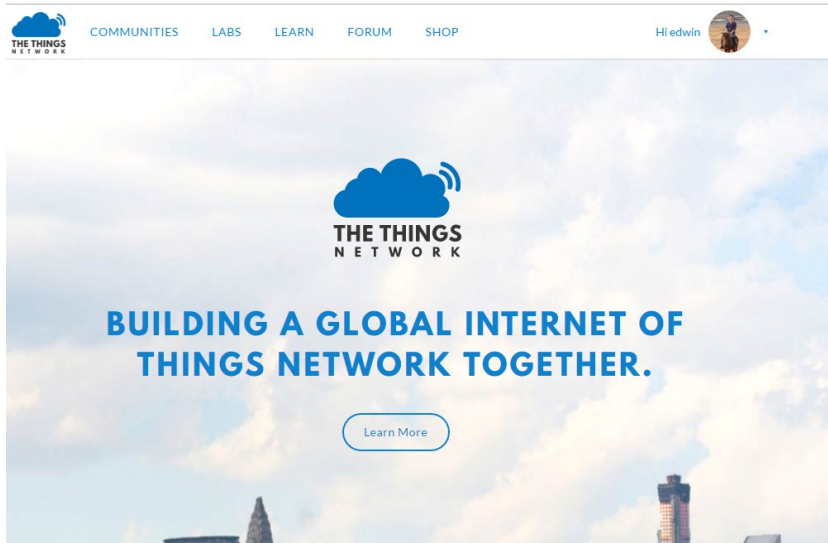 THE THINGS
NETWORK
COMMUNITIES
LABS
LEARN
FORUM
SHOP
Hi edwin
THE THINGS
NETWORK
BUILDING A GLOBAL INTERNET OF
THINGS NETWORK TOGETHER.
Learn More